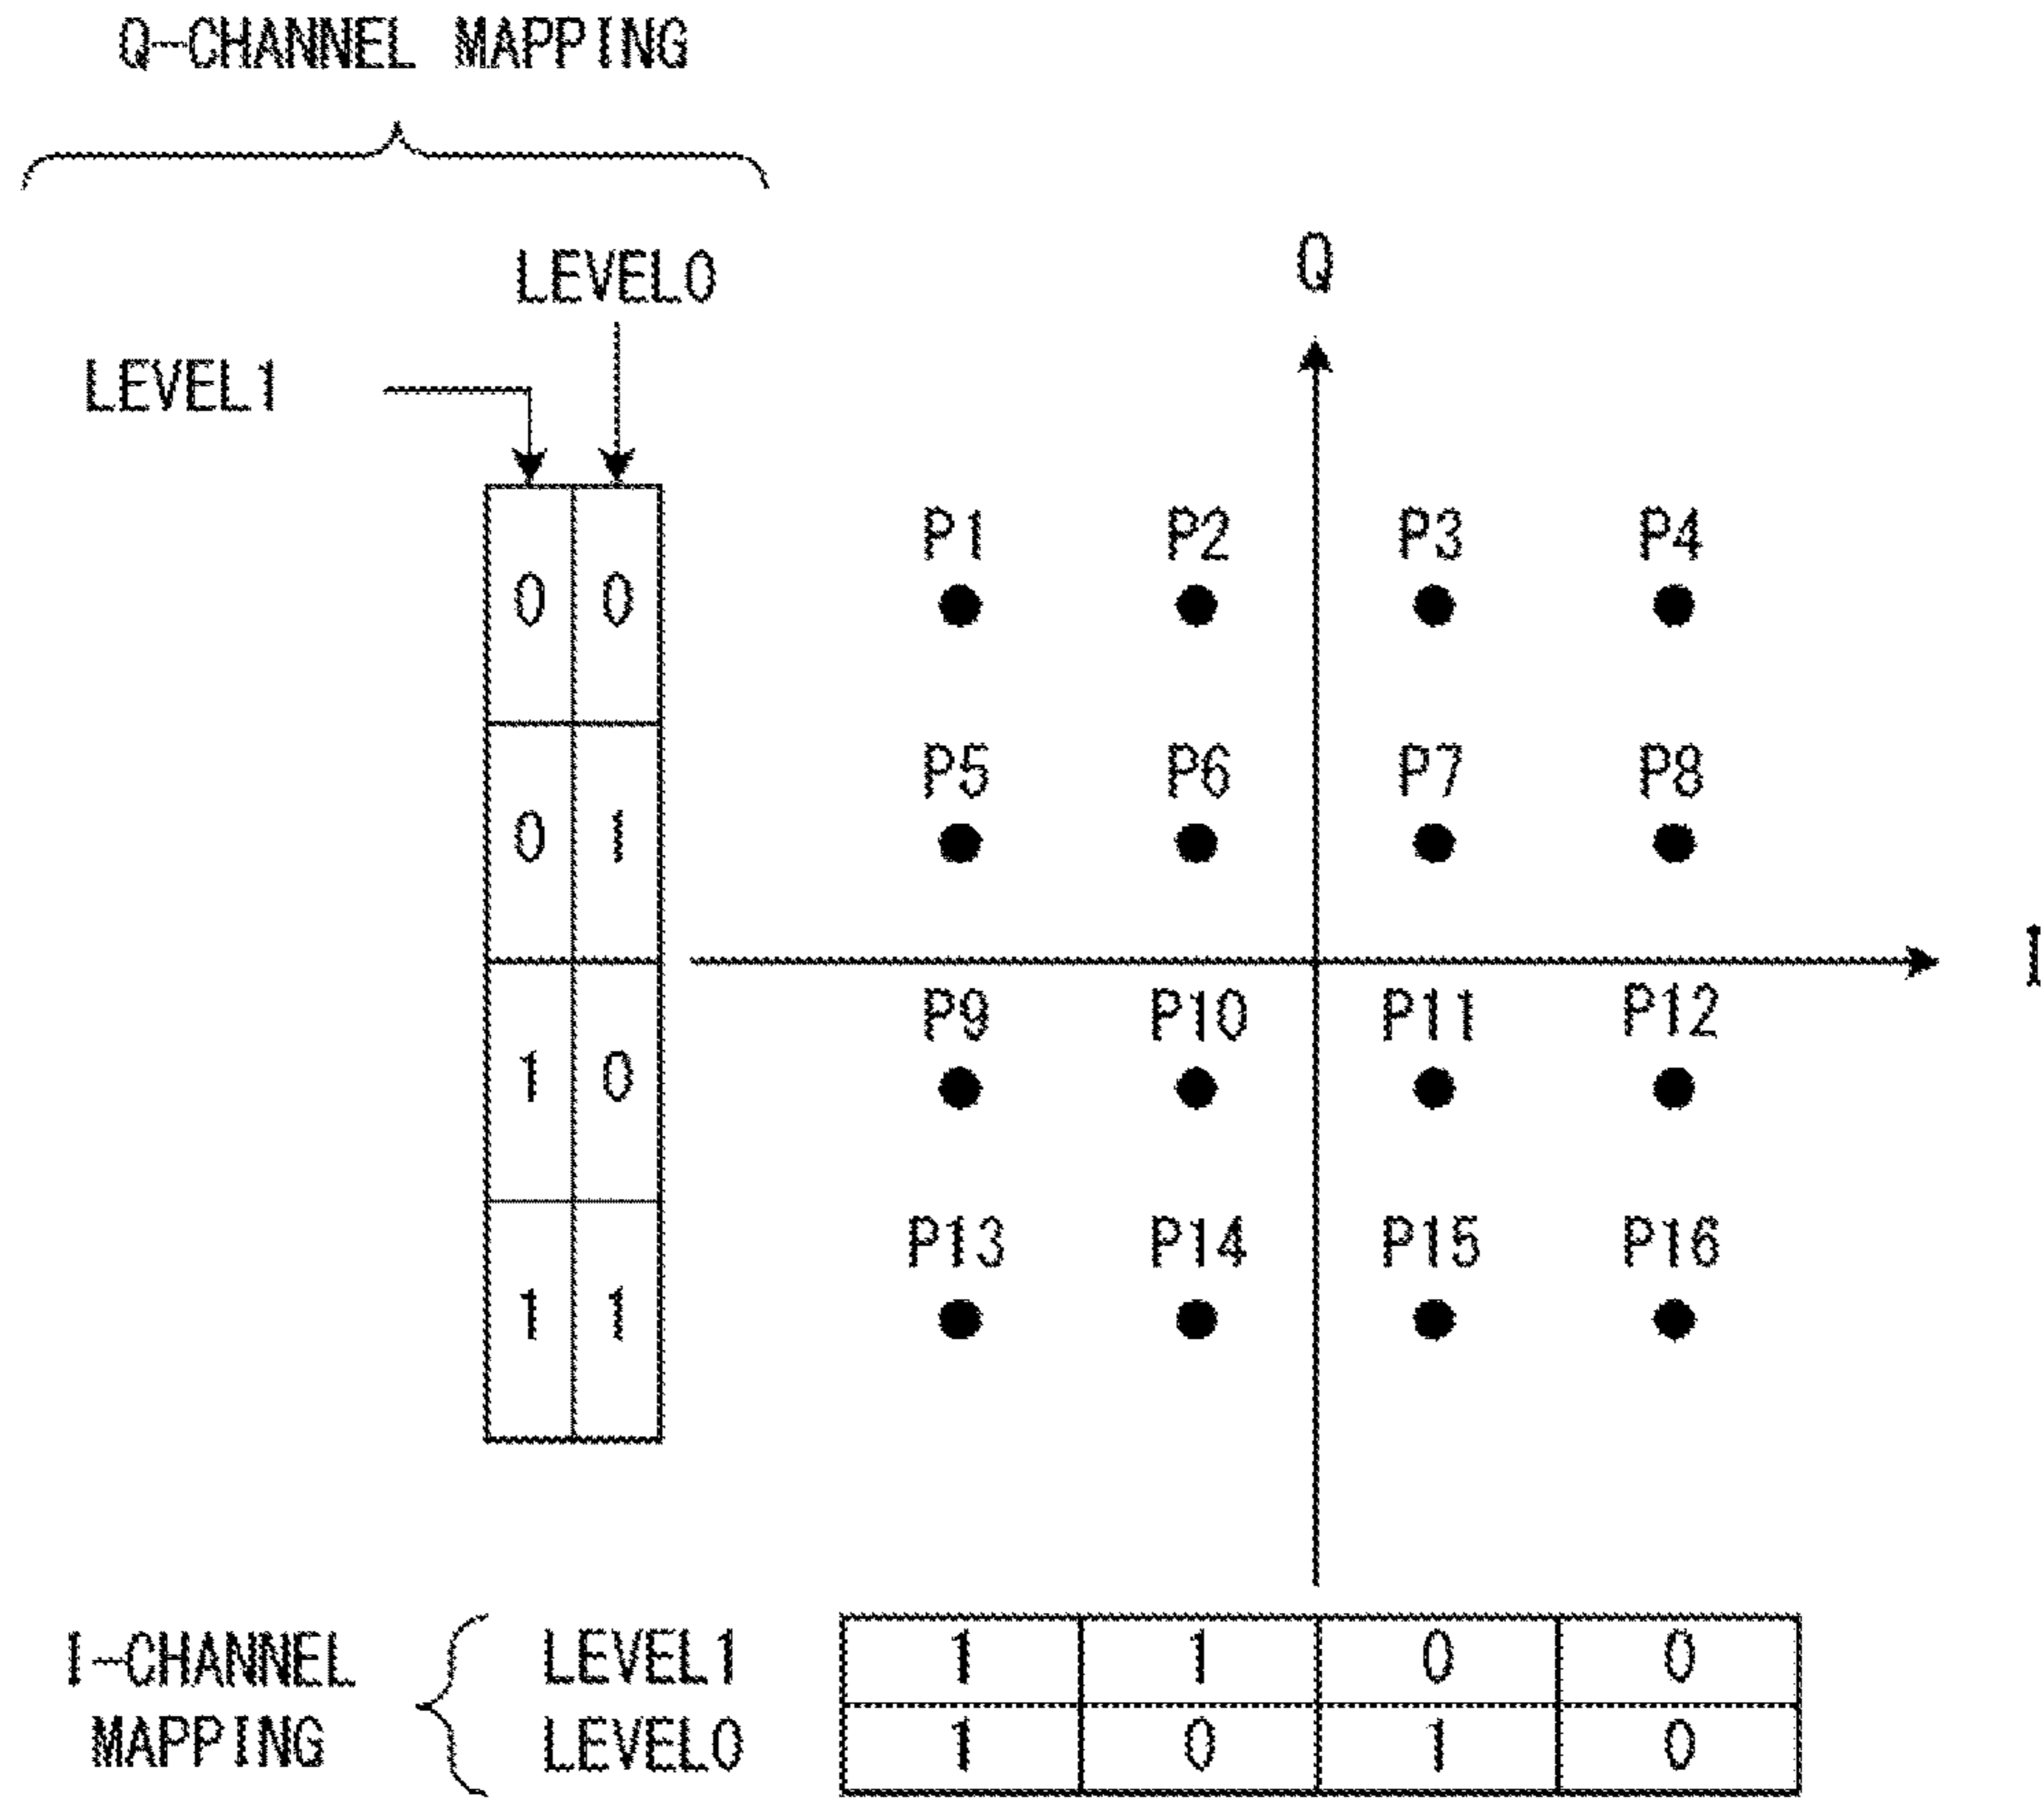 Q-CHANNEL MAPPING
LEVEL0
Q
LEVEL1
P1 P2 P3 P4
0 0
P5 P6 P7 P8
0 1
I
P9 P10 P11 P12
1 0
P13 P14 P15 P16
1 1
I-CHANNEL MAPPING
LEVEL1 1 1 0 0
LEVEL0 1 0 1 0